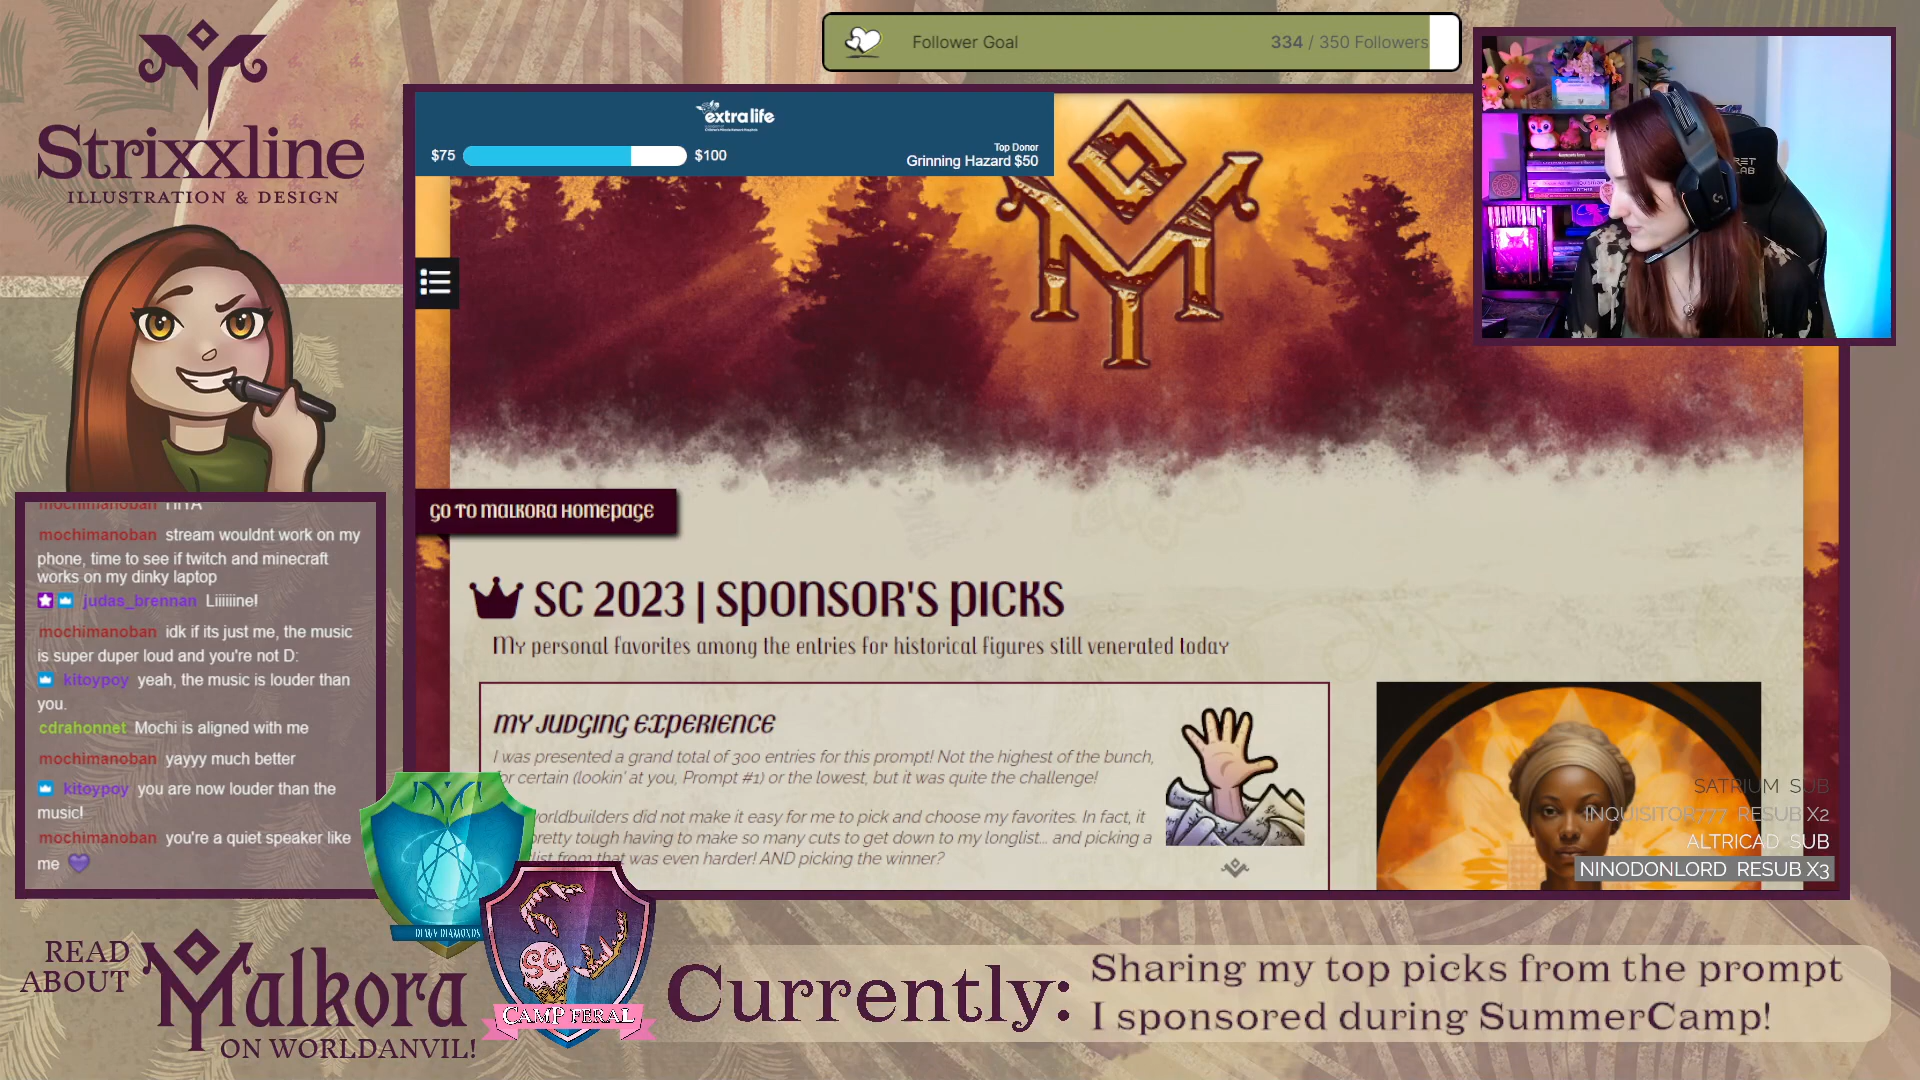 Strixxline
ILLUSTRATION & DESIGN
Follower Goal
334 / 350 Followers
extralife
$75
$100
Top Donor
Grinning Hazard $50
RET
LAB
GO TO MALKORA HOMEPAGE
SC 2023 | SPONSOR'S PICKS
My personal favorites among the entries for historical figures still venerated today
MY JUDGING EXPERIENCE
I was presented a grand total of 300 entries for this prompt! Not the highest of the bunch,
for certain (lookin' at you, Prompt #1) or the lowest, but it was quite the challenge!
worldbuilders did not make it easy for me to pick and choose my favorites. In fact, it
pretty tough having to make so many cuts to get down to my longlist... and picking a
list from that was even harder! AND picking the winner?
SATRIUM SUB
INQUISITOR777 RESUB X2
ALTRICAD SUB
NINODONLORD RESUB X3
mochimanoban HIYA
mochimanoban stream wouldnt work on my
phone, time to see if twitch and minecraft
works on my dinky laptop
judas_brennan Liiiiiine!
mochimanoban idk if its just me, the music
is super duper loud and you're not D:
kitoypoy yeah, the music is louder than
you.
cdrahonnet Mochi is aligned with me
mochimanoban yayyy much better
kitoypoy you are now louder than the
music!
mochimanoban you're a quiet speaker like
me
DEWY DIAMONDS
SC
CAMP FERAL
READ
ABOUT
Malkora
ON WORLDANVIL!
Currently:
Sharing my top picks from the prompt
I sponsored during SummerCamp!